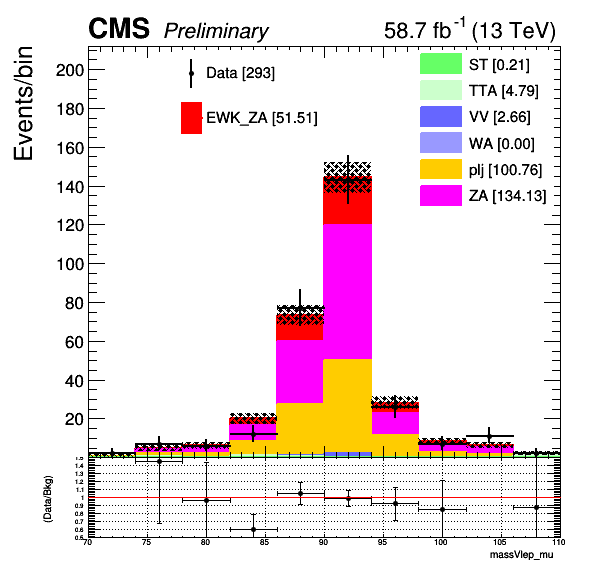 CMS Preliminary 58.7 fb⁻¹ (13 TeV)
Events/bin
Data [293]
EWK_ZA [51.51]
ST [0.21]
TTA [4.79]
VV [2.66]
WA [0.00]
plj [100.76]
ZA [134.13]
200
180
160
140
120
100
80
60
40
20
(Data/Bkg)
1.5
1.4
1.3
1.2
1.1
1
0.9
0.8
0.7
0.6
0.5
70 75 80 85 90 95 100 105 110
massVlep_mu